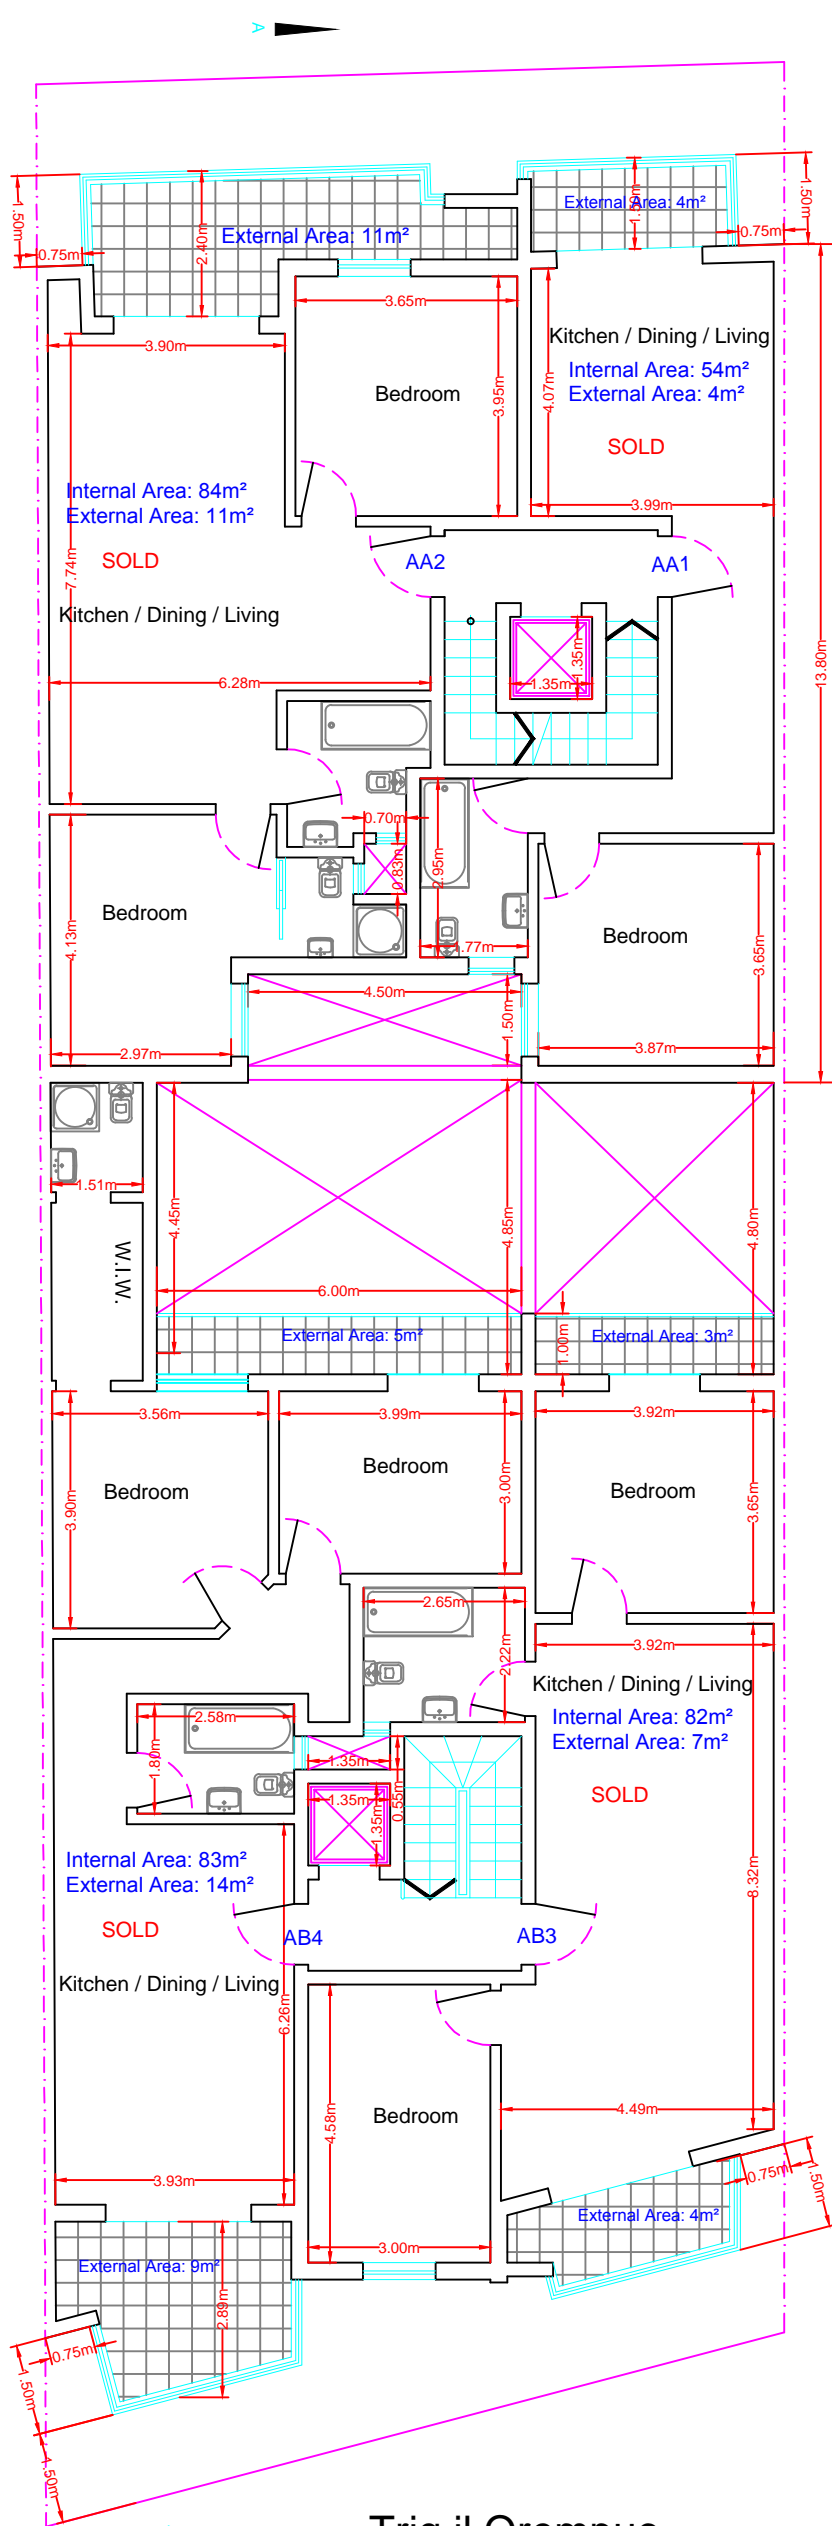 A
1.50m
0.75m
2.40m
External Area: 11m²
External Area: 4m²
1.50m
1.50m
0.75m
3.65m
3.90m
Bedroom
3.95m
4.07m
Kitchen / Dining / Living
Internal Area: 54m²
External Area: 4m²
SOLD
3.99m
Internal Area: 84m²
External Area: 11m²
SOLD
7.74m
Kitchen / Dining / Living
AA2
AA1
13.80m
1.35m
1.35m
6.28m
0.70m
0.83m
2.95m
1.77m
Bedroom
4.13m
2.97m
Bedroom
3.65m
3.87m
4.50m
1.50m
1.51m
W.I.W.
4.45m
4.85m
4.80m
6.00m
External Area: 5m²
External Area: 3m²
1.00m
3.56m
3.99m
3.92m
Bedroom
3.90m
Bedroom
3.00m
Bedroom
3.65m
2.65m
2.22m
3.92m
Kitchen / Dining / Living
Internal Area: 82m²
External Area: 7m²
SOLD
8.32m
2.58m
1.80m
1.35m
0.55m
1.35m
1.35m
Internal Area: 83m²
External Area: 14m²
SOLD
AB4
AB3
Kitchen / Dining / Living
6.26m
4.58m
Bedroom
4.49m
3.93m
3.00m
0.75m
1.50m
External Area: 4m²
External Area: 9m²
2.89m
0.75m
1.50m
1.50m